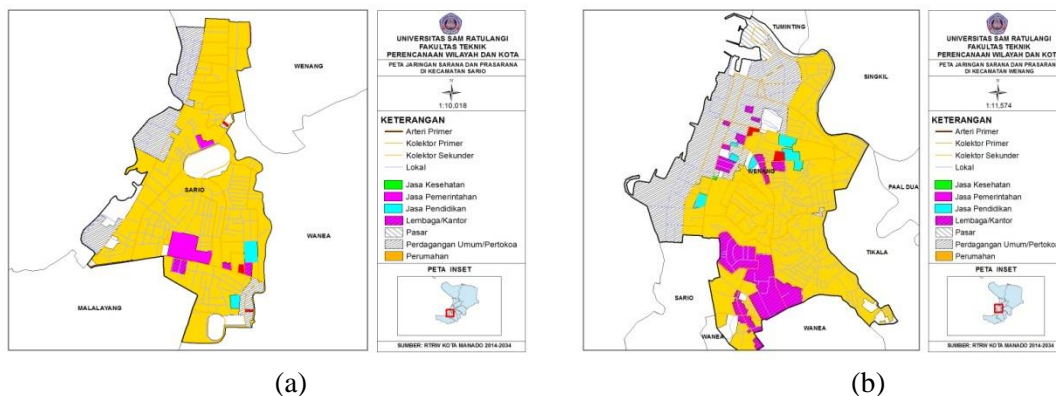 WENANG
SARIO
WANEA
MALALAYANG
UNIVERSITAS SAM RATULANGI
FAKULTAS TEKNIK
PERENCANAAN WILAYAH DAN KOTA
PETA JARINGAN SARANA DAN PRASARANA
DI KECAMATAN SARIO
1:10,018
KETERANGAN
Arteri Primer
Kolektor Primer
Kolektor Sekunder
Lokal
Jasa Kesehatan
Jasa Pemerintahan
Jasa Pendidikan
Lembaga/Kantor
Pasar
Perdagangan Umum/Pertokoa
Perumahan
PETA INSET
SUMBER: RTRW KOTA MANADO 2014-2034
(a)
TUMINTING
SINGKIL
WENANG
PAAL DUA
TIKALA
SARIO
WANEA
WANEA
UNIVERSITAS SAM RATULANGI
FAKULTAS TEKNIK
PERENCANAAN WILAYAH DAN KOTA
PETA JARINGAN SARANA DAN PRASARANA
DI KECAMATAN WENANG
1:11,574
KETERANGAN
Arteri Primer
Kolektor Primer
Kolektor Sekunder
Lokal
Jasa Kesehatan
Jasa Pemerintahan
Jasa Pendidikan
Lembaga/Kantor
Pasar
Perdagangan Umum/Pertokoa
Perumahan
PETA INSET
SUMBER: RTRW KOTA MANADO 2014-2034
(b)